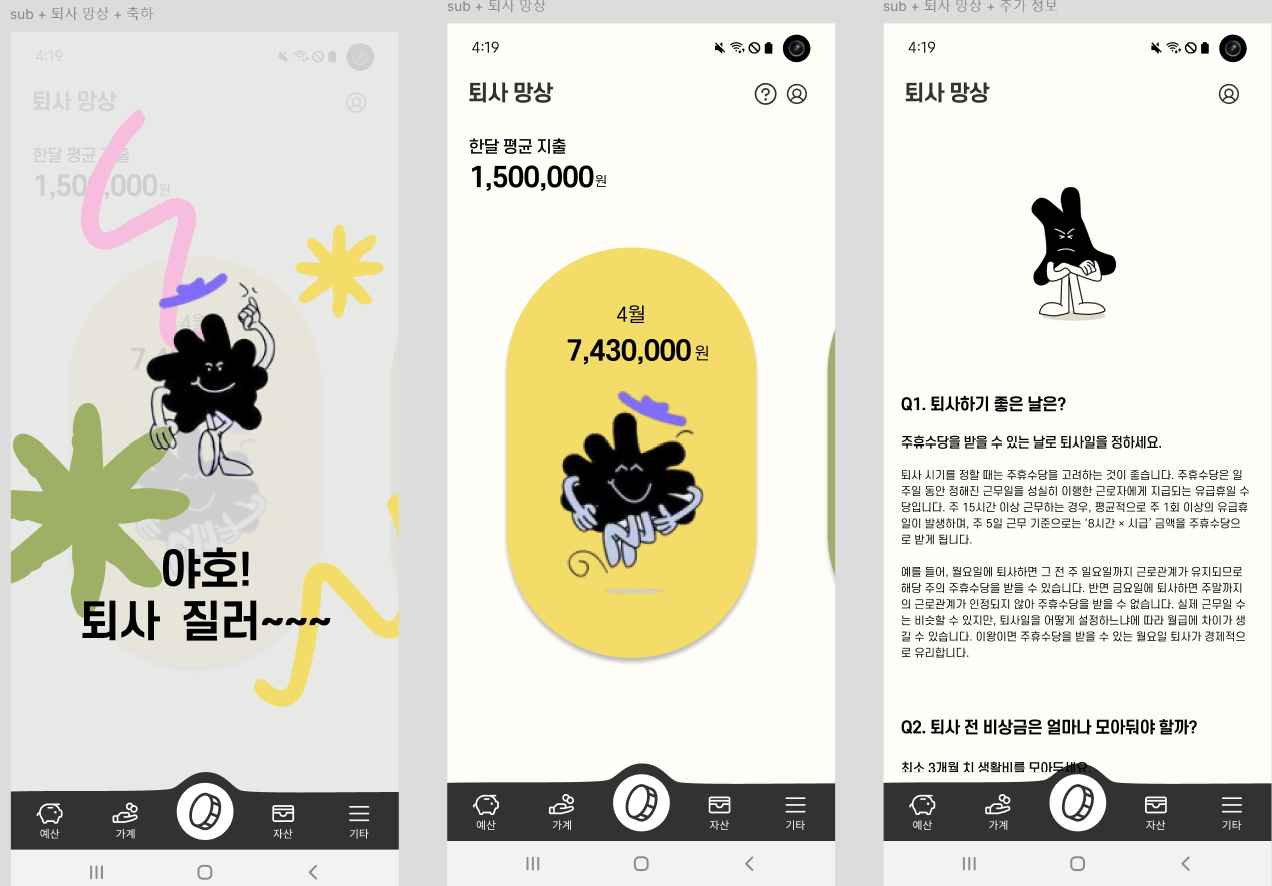 sub + 퇴사 망상 + 축하
4:19
퇴사 망상
한달 평균 지출
1,500,000원
4월
7,4
야호!
퇴사 질러~~~
예산
가계
자산
기타
sub + 퇴사 망상
4:19
퇴사 망상
한달 평균 지출
1,500,000원
4월
7,430,000 원
예산
가계
자산
기타
sub + 퇴사 망상 + 추가 정보
4:19
퇴사 망상
Q1. 퇴사하기 좋은 날은?
주휴수당을 받을 수 있는 날로 퇴사일을 정하세요.
퇴사 시기를 정할 때는 주휴수당을 고려하는 것이 좋습니다. 주휴수당은 일
주일 동안 정해진 근무일을 성실히 이행한 근로자에게 지급되는 유급휴일 수
당입니다. 주 15시간 이상 근무하는 경우, 평균적으로 주 1회 이상의 유급휴
일이 발생하며, 주 5일 근무 기준으로는 '8시간 × 시급' 금액을 주휴수당으
로 받게 됩니다.
예를 들어, 월요일에 퇴사하면 그 전 주 일요일까지 근로관계가 유지되므로
해당 주의 주휴수당을 받을 수 있습니다. 반면 금요일에 퇴사하면 주말까지
의 근로관계가 인정되지 않아 주휴수당을 받을 수 없습니다. 실제 근무일 수
는 비슷할 수 있지만, 퇴사일을 어떻게 설정하느냐에 따라 월급에 차이가 생
길 수 있습니다. 이왕이면 주휴수당을 받을 수 있는 월요일 퇴사가 경제적으
로 유리합니다.
Q2. 퇴사 전 비상금은 얼마나 모아둬야 할까?
최소 3개월 치 생활비를 모아두세요.
예산
가계
자산
기타